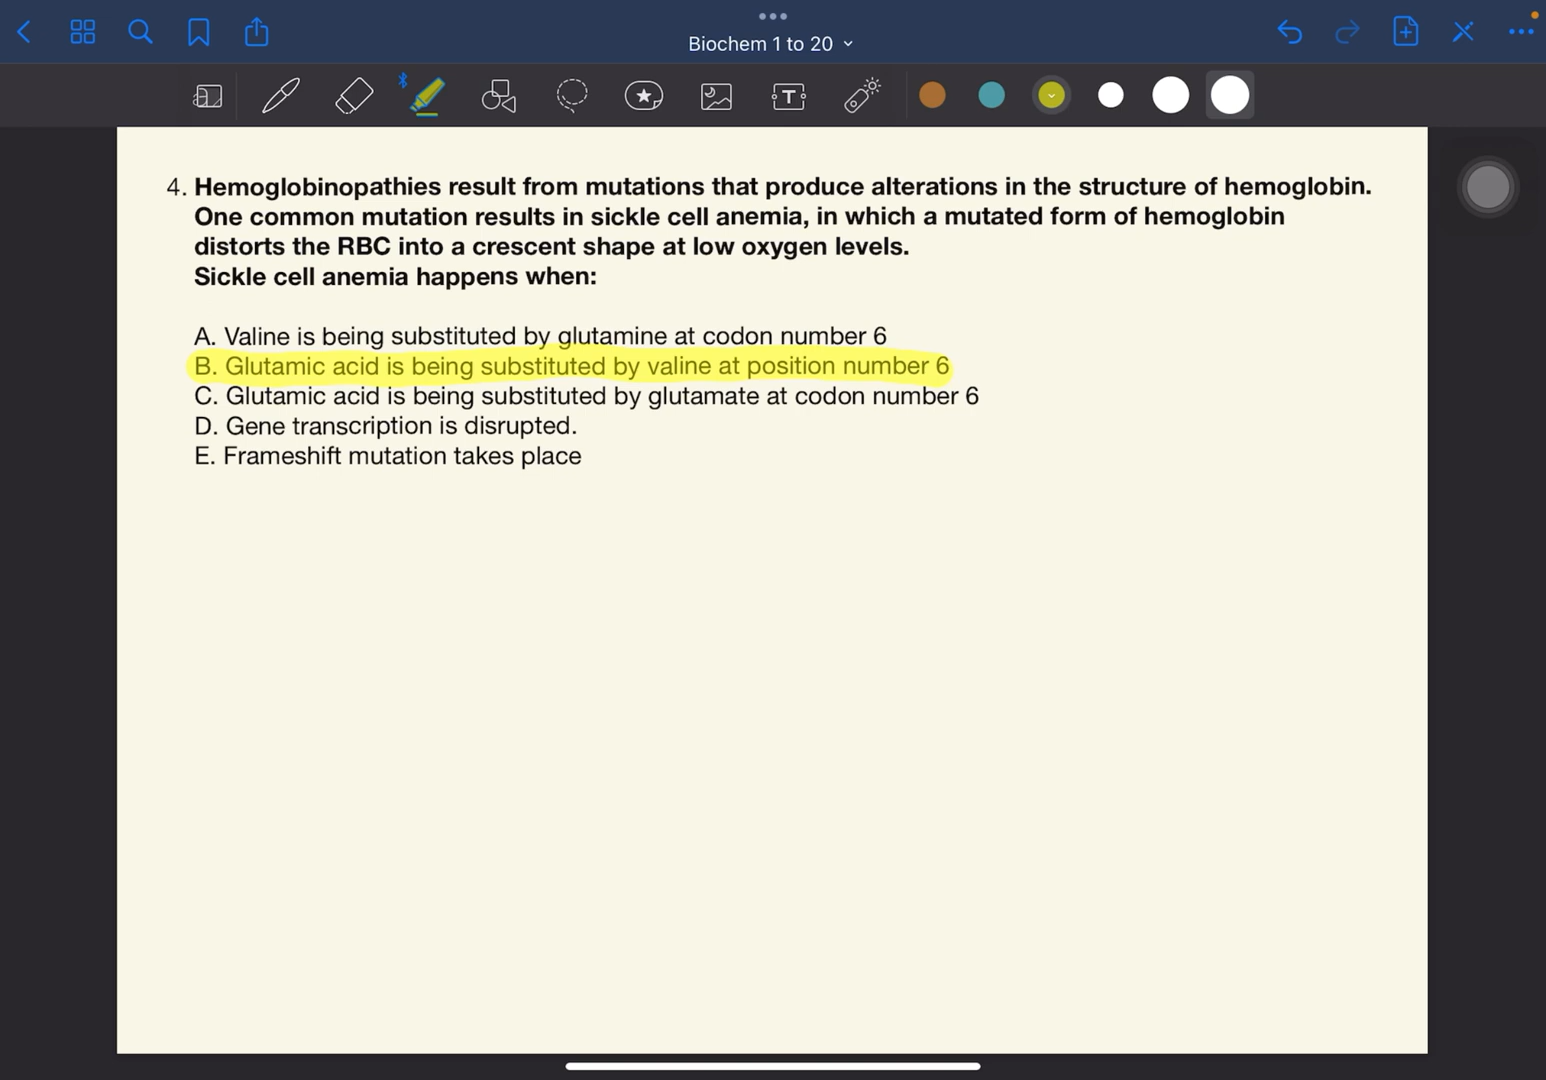 Biochem 1 to 20
T
4. Hemoglobinopathies result from mutations that produce alterations in the structure of hemoglobin.
One common mutation results in sickle cell anemia, in which a mutated form of hemoglobin
distorts the RBC into a crescent shape at low oxygen levels.
Sickle cell anemia happens when:
A. Valine is being substituted by glutamine at codon number 6
B. Glutamic acid is being substituted by valine at position number 6
C. Glutamic acid is being substituted by glutamate at codon number 6
D. Gene transcription is disrupted.
E. Frameshift mutation takes place